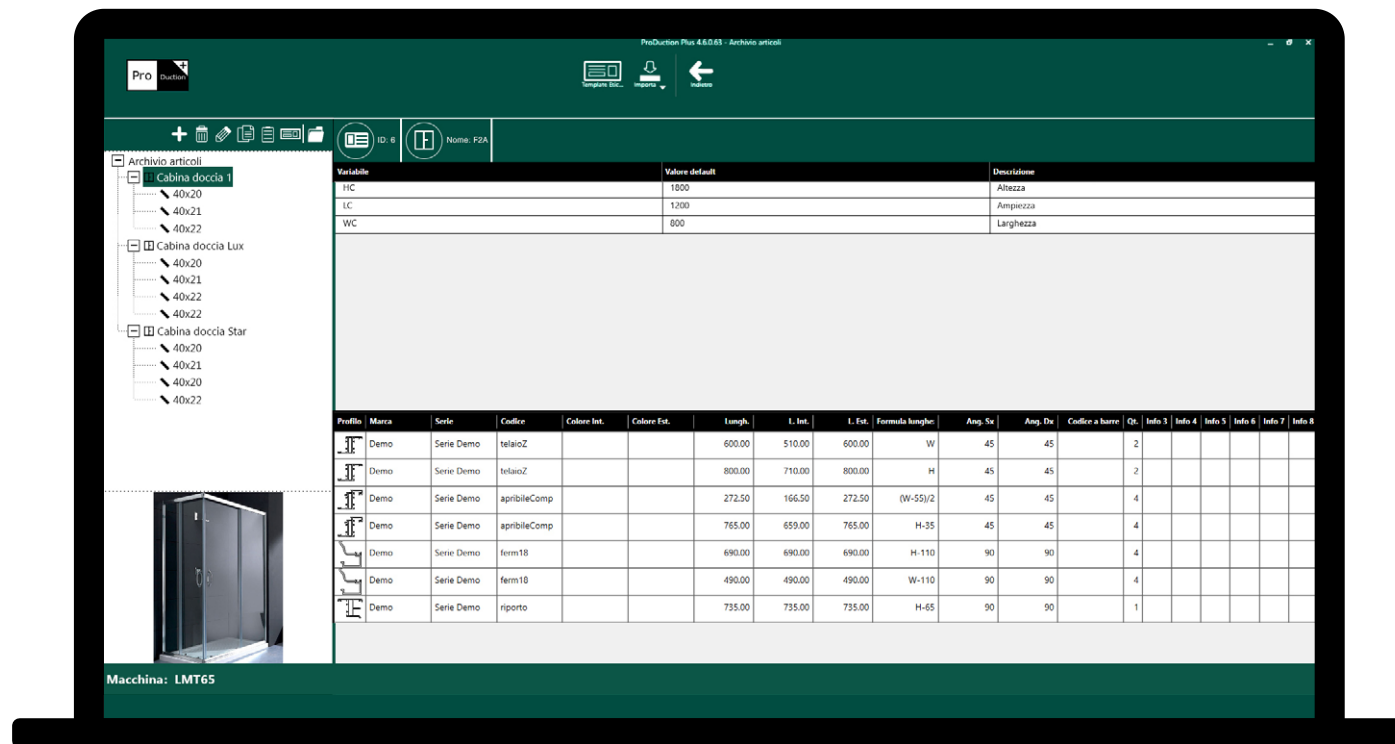 ProDuction Plus 4.6.0.63 - Archivio articoli
Pro Duction+
Template Etic... Importa Indietro
ID: 6 Nome: F2A
Archivio articoli
Cabina doccia 1
40x20
40x21
40x22
Cabina doccia Lux
40x20
40x21
40x22
40x22
Cabina doccia Star
40x20
40x21
40x20
40x22
Variabile Valore default Descrizione
HC 1800 Altezza
LC 1200 Ampiezza
WC 800 Larghezza
Profilo Marca Serie Codice Colore Int. Colore Est. Lungh. L. Int. L. Est. Formula lunghe: Ang. Sx Ang. Dx Codice a barre Qt. Info 3 Info 4 Info 5 Info 6 Info 7 Info 8
Demo Serie Demo telaioZ 600.00 510.00 600.00 W 45 45 2
Demo Serie Demo telaioZ 800.00 710.00 800.00 H 45 45 2
Demo Serie Demo apribileComp 272.50 166.50 272.50 (W-55)/2 45 45 4
Demo Serie Demo apribileComp 765.00 659.00 765.00 H-35 45 45 4
Demo Serie Demo ferm18 690.00 690.00 690.00 H-110 90 90 4
Demo Serie Demo ferm18 490.00 490.00 490.00 W-110 90 90 4
Demo Serie Demo riporto 735.00 735.00 735.00 H-65 90 90 1
Macchina: LMT65